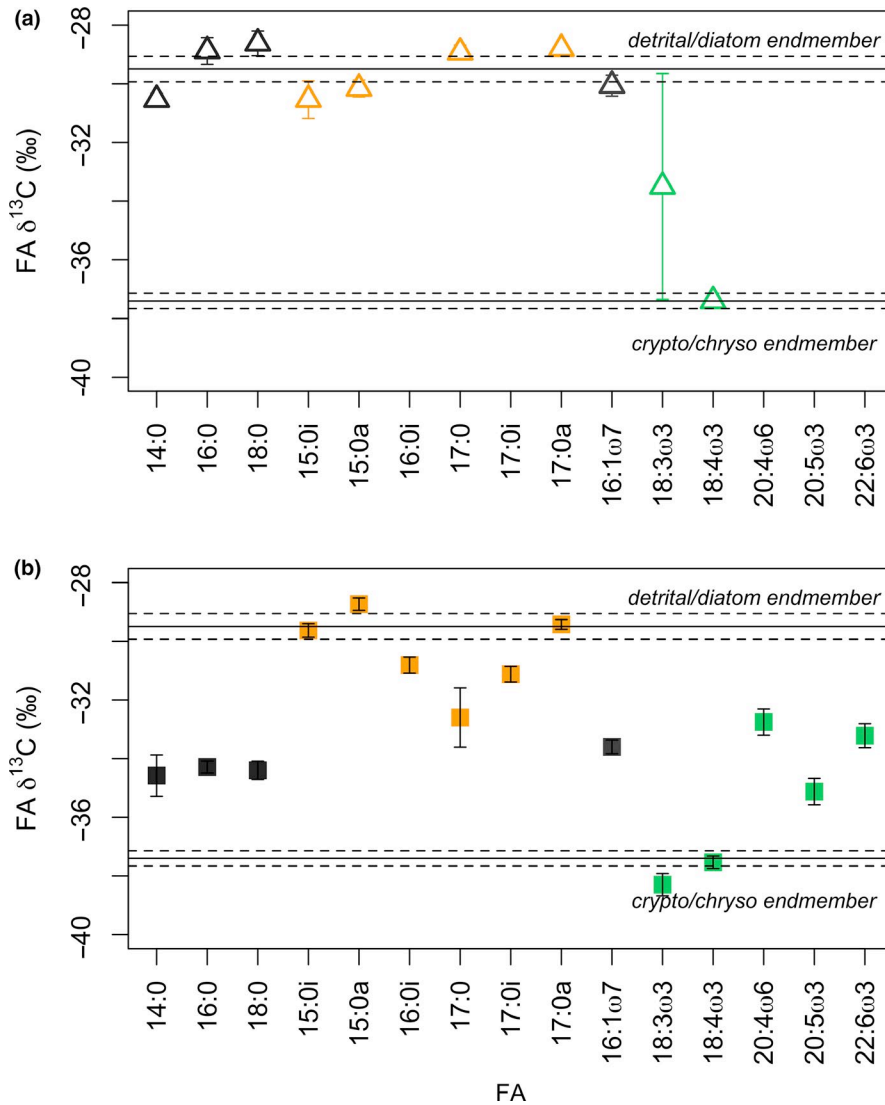 (a)
FA δ¹³C (‰)
−28
−32
−36
−40
detrital/diatom endmember
crypto/chryso endmember
14:0
16:0
18:0
15:0i
15:0a
16:0i
17:0
17:0i
17:0a
16:1ω7
18:3ω3
18:4ω3
20:4ω6
20:5ω3
22:6ω3
(b)
FA δ¹³C (‰)
−28
−32
−36
−40
detrital/diatom endmember
crypto/chryso endmember
14:0
16:0
18:0
15:0i
15:0a
16:0i
17:0
17:0i
17:0a
16:1ω7
18:3ω3
18:4ω3
20:4ω6
20:5ω3
22:6ω3
FA